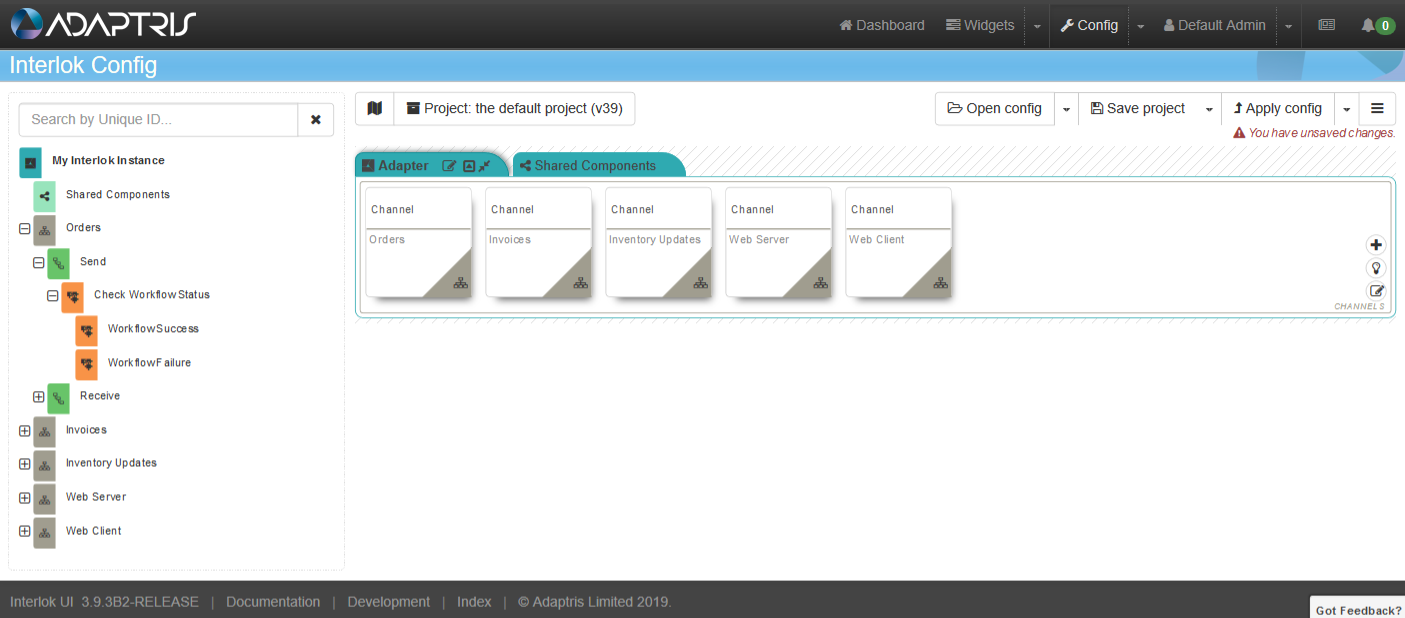 ADAPTRIS
Dashboard Widgets Config Default Admin 0
Interlok Config
Search by Unique ID...
My Interlok Instance
Shared Components
Orders
Send
Check WorkflowStatus
WorkflowSuccess
WorkflowFailure
Receive
Invoices
Inventory Updates
Web Server
Web Client
Project: the default project (v39)
Open config Save project Apply config
You have unsaved changes.
Adapter Shared Components
Channel Channel Channel Channel Channel
Orders Invoices Inventory Updates Web Server Web Client
CHANNELS
Interlok UI 3.9.3B2-RELEASE | Documentation | Development | Index | © Adaptris Limited 2019.
Got Feedback?